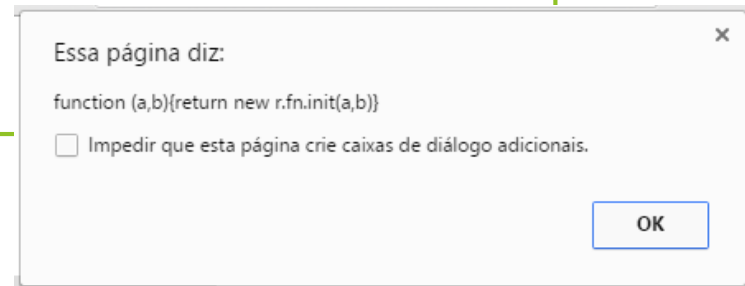 Essa página diz:
function (a,b){return new r.fn.init(a,b)}
Impedir que esta página crie caixas de diálogo adicionais.
OK